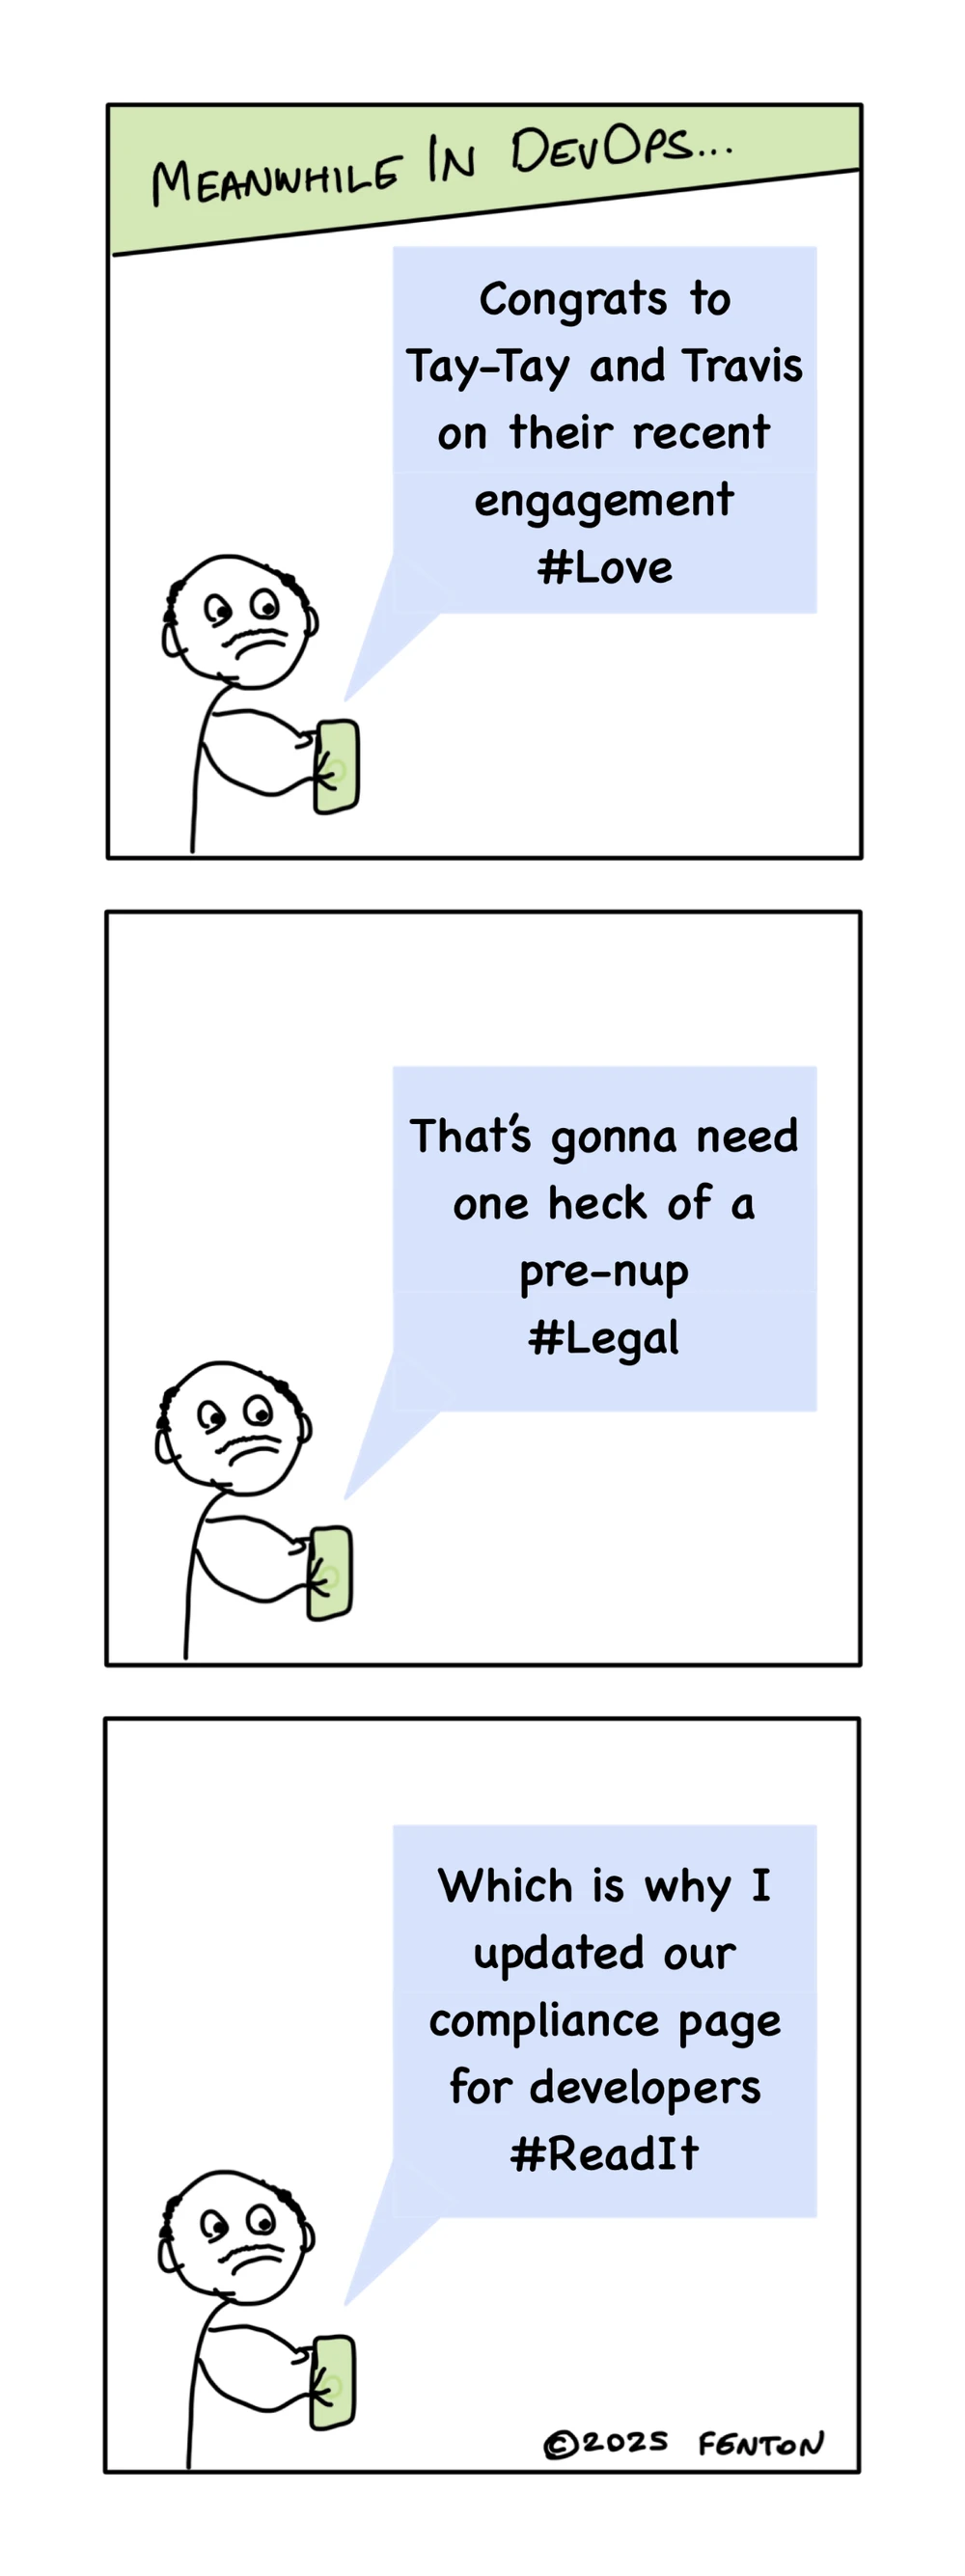 MEANWHILE IN DEVOPS...
Congrats to
Tay-Tay and Travis
on their recent
engagement
#Love
That's gonna need
one heck of a
pre-nup
#Legal
Which is why I
updated our
compliance page
for developers
#ReadIt
©2025 FENTON